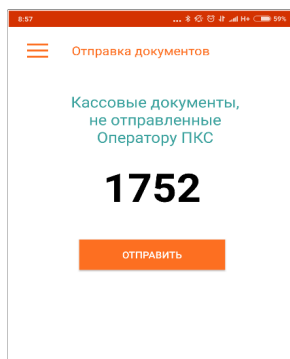 8:57 ... H+ 59%
Отправка документов
Кассовые документы,
не отправленные
Оператору ПКС
1752
ОТПРАВИТЬ